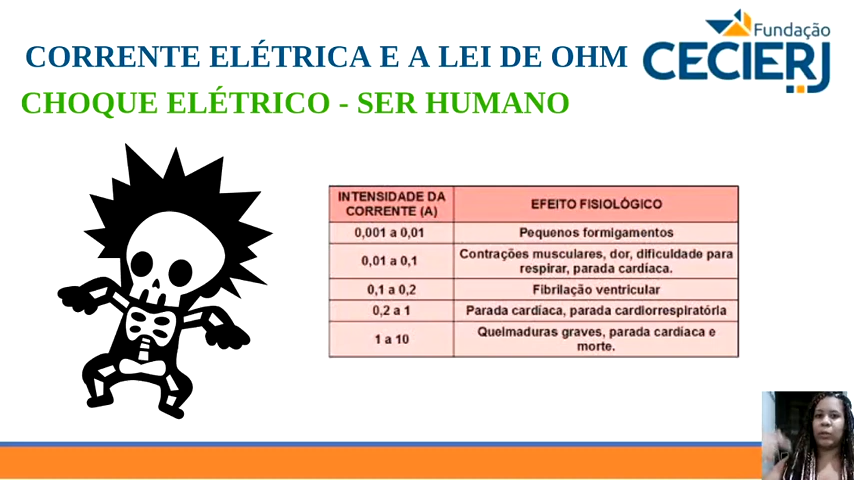 CORRENTE ELÉTRICA E A LEI DE OHM
Fundação
CECIERJ
CHOQUE ELÉTRICO - SER HUMANO
INTENSIDADE DA
CORRENTE (A)
EFEITO FISIOLÓGICO
0,001 a 0,01
Pequenos formigamentos
0,01 a 0,1
Contrações musculares, dor, dificuldade para
respirar, parada cardíaca.
0,1 a 0,2
Fibrilação ventricular
0,2 a 1
Parada cardíaca, parada cardiorrespiratória
1 a 10
Queimaduras graves, parada cardíaca e
morte.